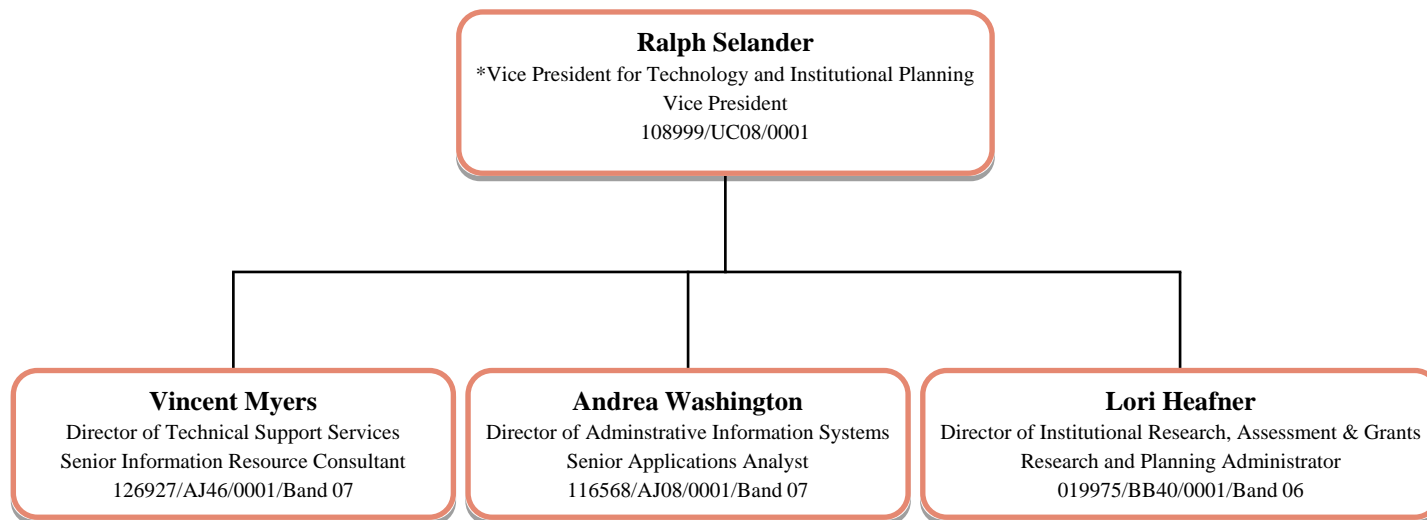 Ralph Selander
*Vice President for Technology and Institutional Planning
Vice President
108999/UC08/0001
Vincent Myers
Director of Technical Support Services
Senior Information Resource Consultant
126927/AJ46/0001/Band 07
Andrea Washington
Director of Adminstrative Information Systems
Senior Applications Analyst
116568/AJ08/0001/Band 07
Lori Heafner
Director of Institutional Research, Assessment & Grants
Research and Planning Administrator
019975/BB40/0001/Band 06